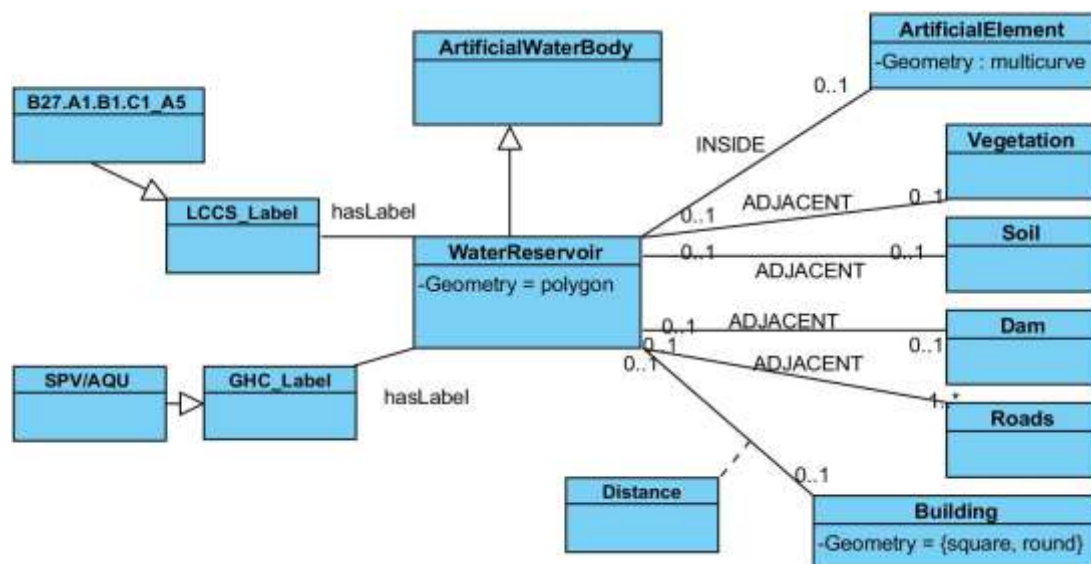 ArtificialElement
-Geometry : multicurve
ArtificialWaterBody
0..1
B27.A1.B1.C1_A5
INSIDE
Vegetation
LCCS_Label
hasLabel
0..1
ADJACENT
0..1
Soil
WaterReservoir
-Geometry = polygon
0..1
0..1
ADJACENT
Dam
0..1
ADJACENT
0..1
0..1
0..1
ADJACENT
SPV/AQU
GHC_Label
hasLabel
1..*
Roads
0..1
Distance
Building
-Geometry = {square, round}